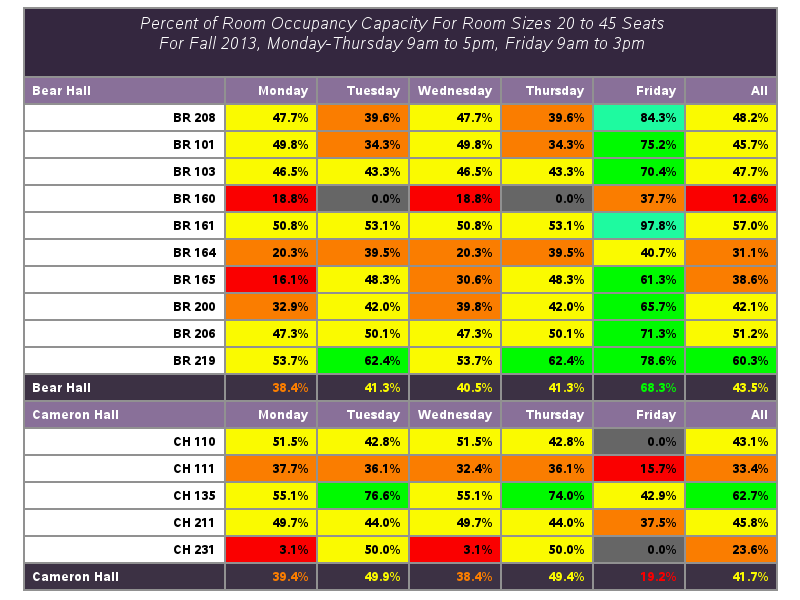 Percent of Room Occupancy Capacity For Room Sizes 20 to 45 Seats
For Fall 2013, Monday-Thursday 9am to 5pm, Friday 9am to 3pm
Bear Hall Monday Tuesday Wednesday Thursday Friday All
BR 208 47.7% 39.6% 47.7% 39.6% 84.3% 48.2%
BR 101 49.8% 34.3% 49.8% 34.3% 75.2% 45.7%
BR 103 46.5% 43.3% 46.5% 43.3% 70.4% 47.7%
BR 160 18.8% 0.0% 18.8% 0.0% 37.7% 12.6%
BR 161 50.8% 53.1% 50.8% 53.1% 97.8% 57.0%
BR 164 20.3% 39.5% 20.3% 39.5% 40.7% 31.1%
BR 165 16.1% 48.3% 30.6% 48.3% 61.3% 38.6%
BR 200 32.9% 42.0% 39.8% 42.0% 65.7% 42.1%
BR 206 47.3% 50.1% 47.3% 50.1% 71.3% 51.2%
BR 219 53.7% 62.4% 53.7% 62.4% 78.6% 60.3%
Bear Hall 38.4% 41.3% 40.5% 41.3% 68.3% 43.5%
Cameron Hall Monday Tuesday Wednesday Thursday Friday All
CH 110 51.5% 42.8% 51.5% 42.8% 0.0% 43.1%
CH 111 37.7% 36.1% 32.4% 36.1% 15.7% 33.4%
CH 135 55.1% 76.6% 55.1% 74.0% 42.9% 62.7%
CH 211 49.7% 44.0% 49.7% 44.0% 37.5% 45.8%
CH 231 3.1% 50.0% 3.1% 50.0% 0.0% 23.6%
Cameron Hall 39.4% 49.9% 38.4% 49.4% 19.2% 41.7%